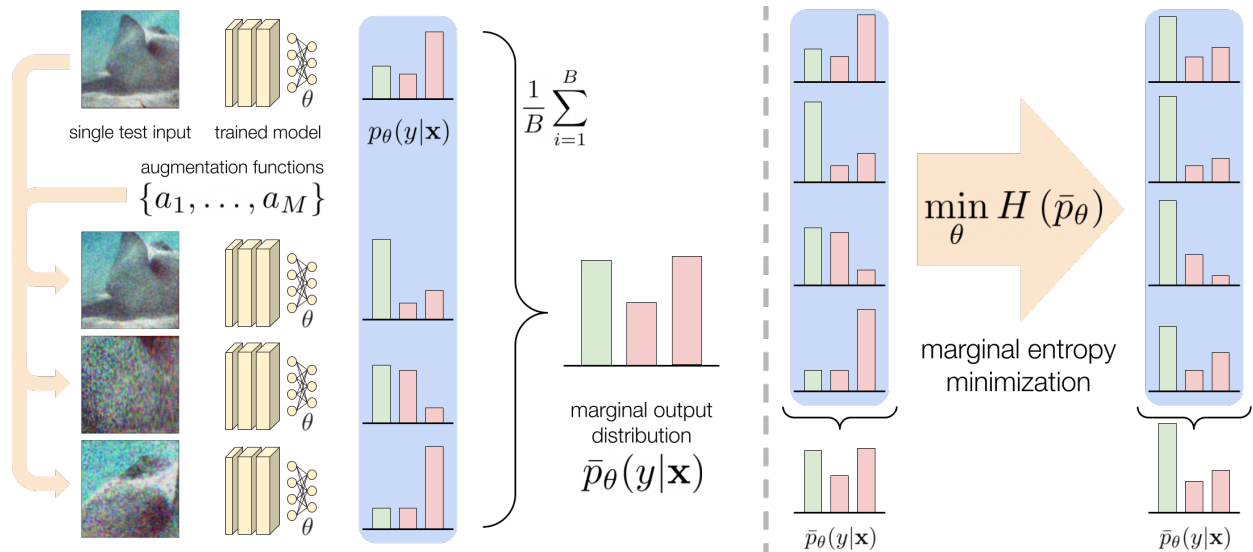 single test input
trained model
θ
p_θ(y|𝐱)
augmentation functions
{a_1, . . . , a_M}
θ
θ
θ
1/B ∑_{i=1}^{B}
marginal output
distribution
p̄_θ(y|𝐱)
min_θ H (p̄_θ)
marginal entropy
minimization
p̄_θ(y|𝐱)
p̄_θ(y|𝐱)